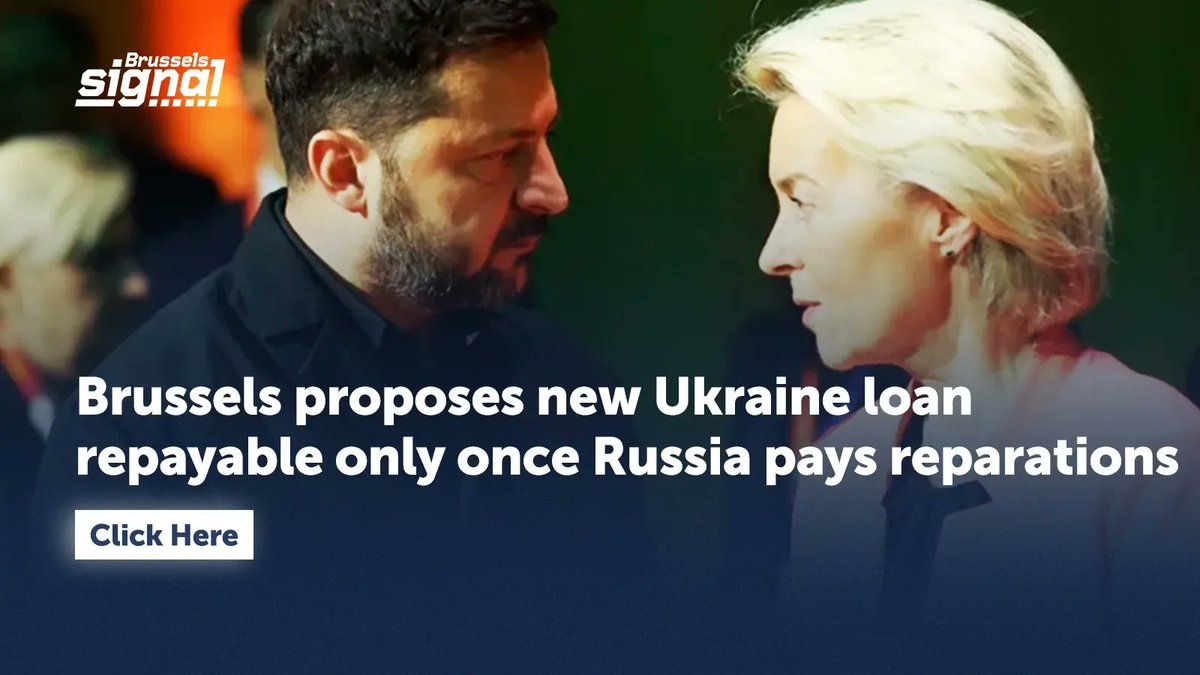 Brussels
signal
Brussels proposes new Ukraine loan
repayable only once Russia pays reparations
Click Here